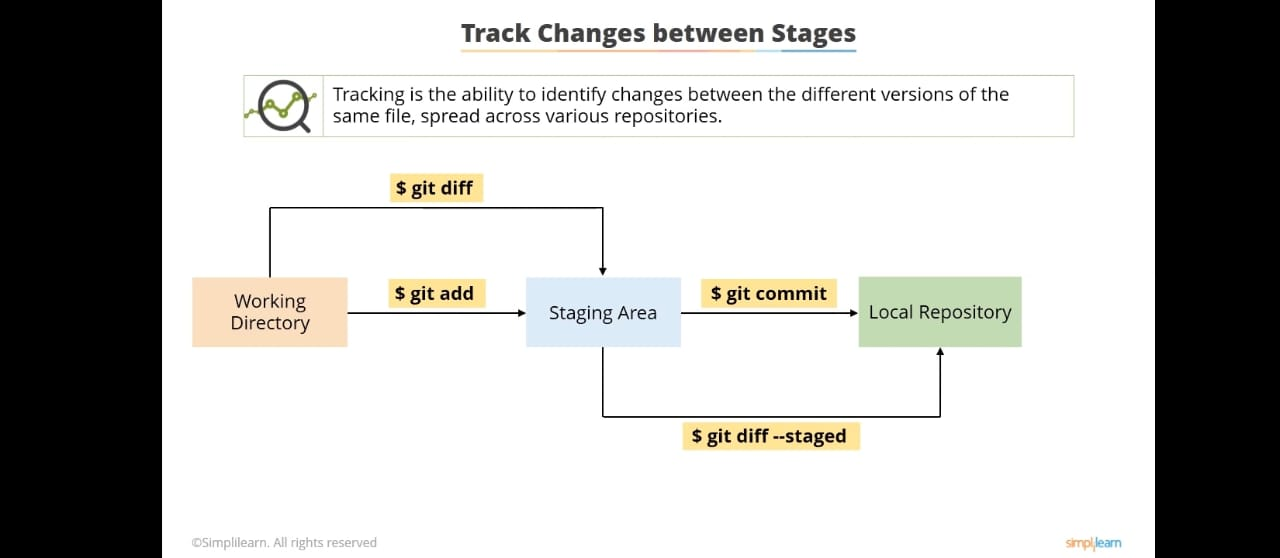 Track Changes between Stages
Tracking is the ability to identify changes between the different versions of the
same file, spread across various repositories.
$ git diff
Working
Directory
$ git add
Staging Area
$ git commit
Local Repository
$ git diff --staged
©Simplilearn. All rights reserved
simplilearn